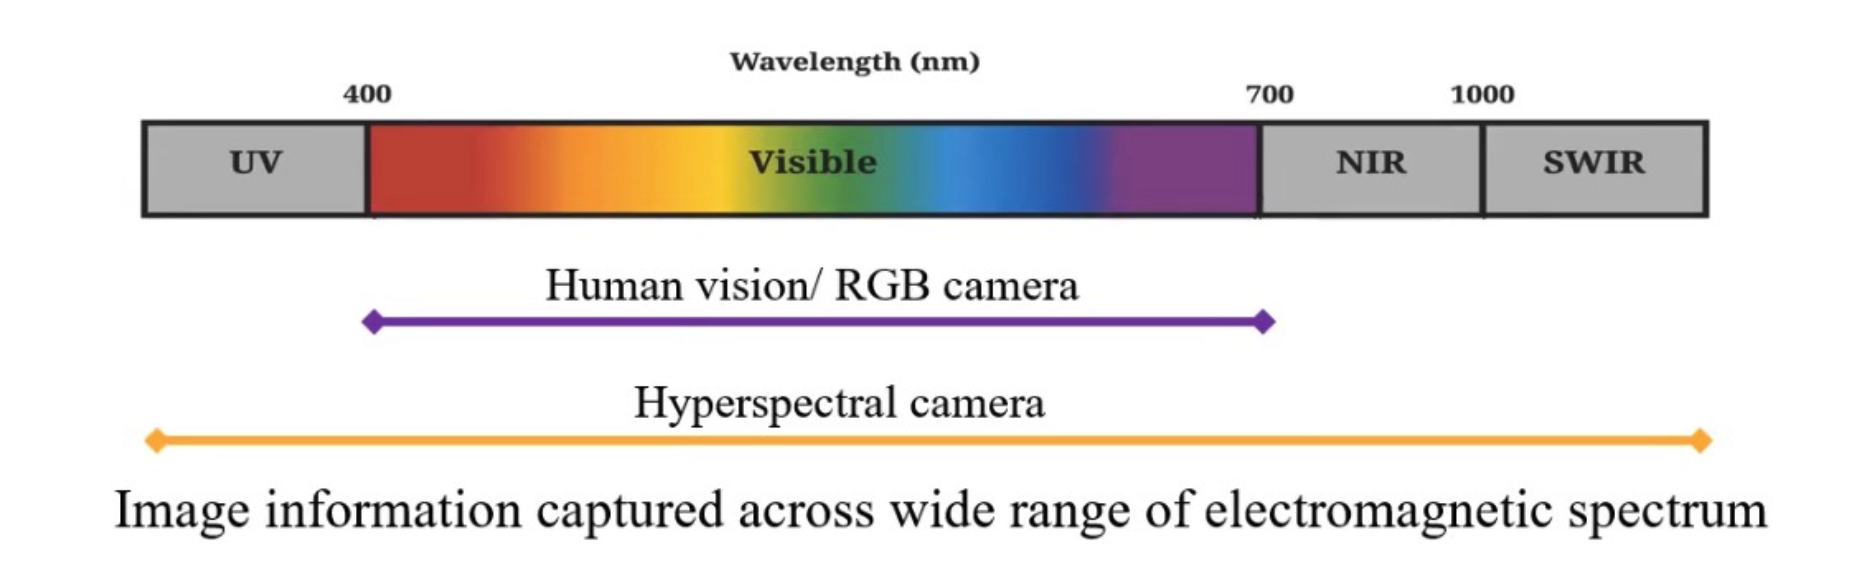 Wavelength (nm)
400 700 1000
UV Visible NIR SWIR
Human vision/ RGB camera
Hyperspectral camera
Image information captured across wide range of electromagnetic spectrum